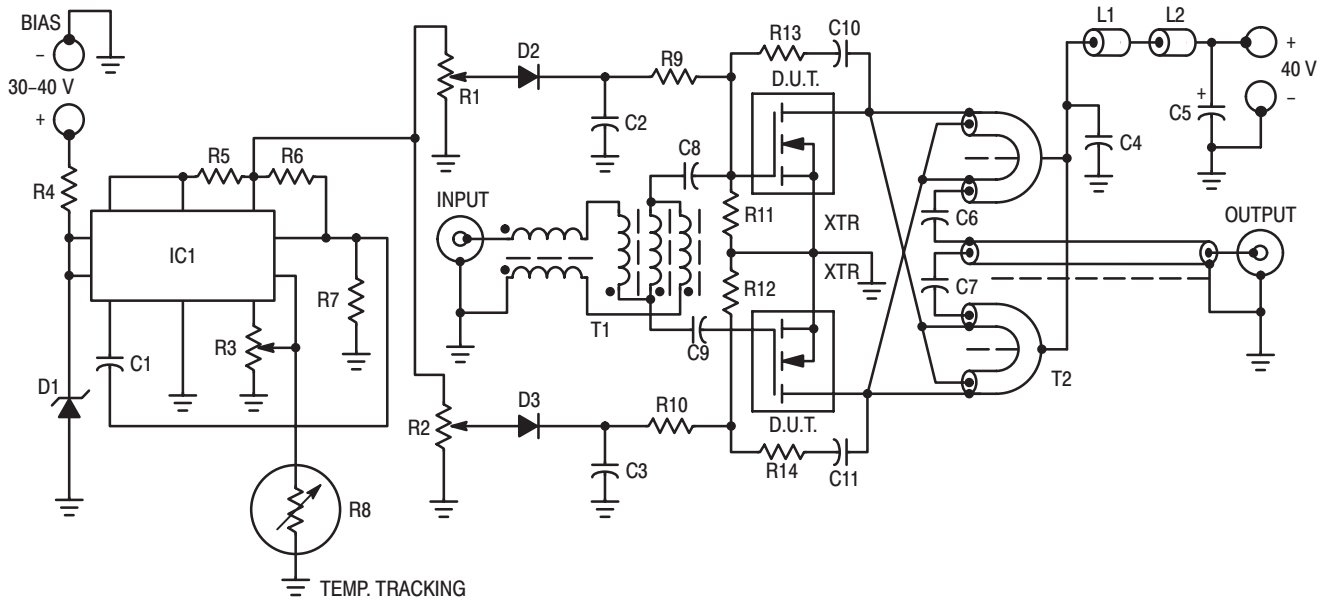 BIAS
–
30–40 V
+
R4
D1
R5
R6
IC1
R3
C1
R7
R8
TEMP. TRACKING
R1
D2
C2
R9
R13
C10
D.U.T.
C8
INPUT
R11
XTR
XTR
R12
T1
C9
R2
D3
C3
R10
D.U.T.
R14
C11
L1
L2
+
40 V
–
+
C5
C4
C6
C7
OUTPUT
T2